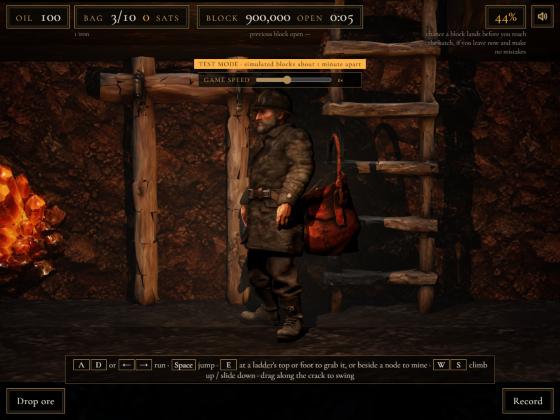 OIL 100
BAG 3/10 0 SATS
BLOCK 900,000 OPEN 0:05
44%
1 iron
previous block open —
chance a block lands before you reach
the hatch, if you leave now and make
no mistakes
TEST MODE · simulated blocks about 1 minute apart
GAME SPEED 1×
A D or ← → run · Space jump · E at a ladder's top or foot to grab it, or beside a node to mine · W S climb
up / slide down · drag along the crack to swing
Drop ore
Record